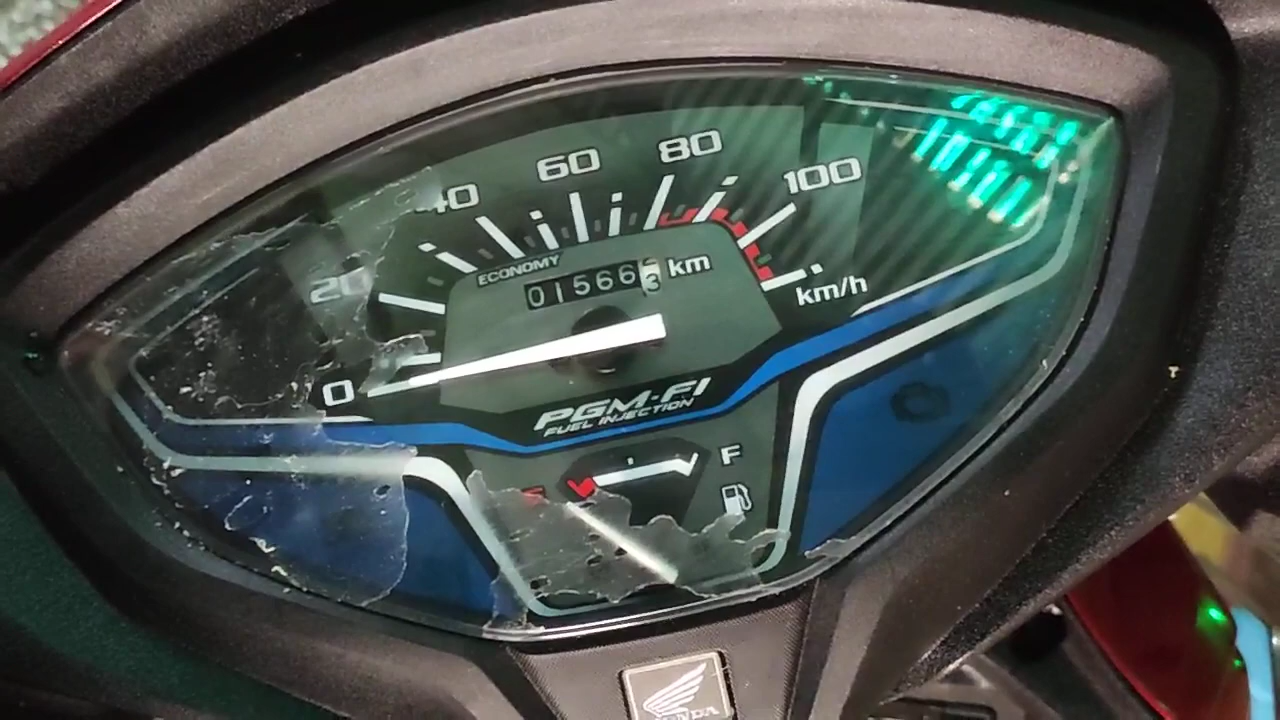 80
60
100
40
ECONOMY
20
015663 km
km/h
0
PGM-FI
FUEL INJECTION
F
E
HONDA